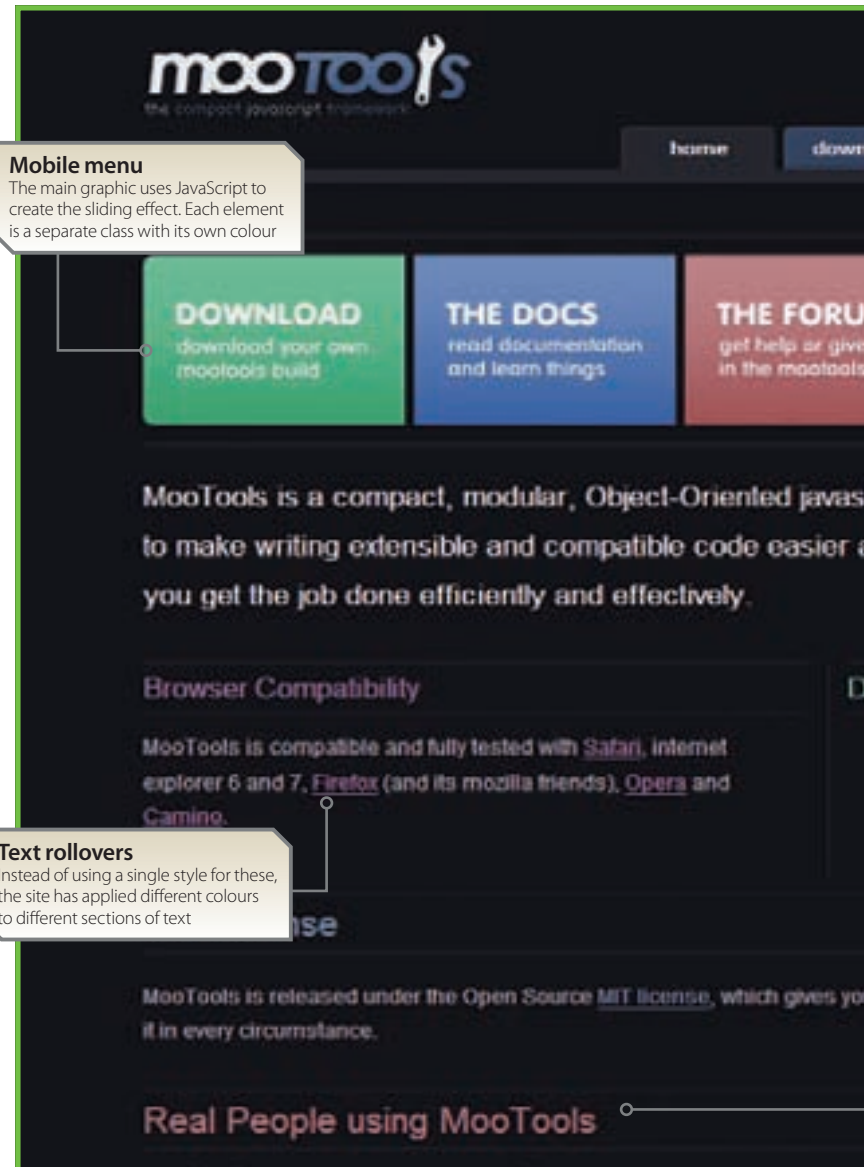 mootools
the compact javascript framework
home down
Mobile menu
The main graphic uses JavaScript to
create the sliding effect. Each element
is a separate class with its own colour
DOWNLOAD
download your own
mootools build
THE DOCS
read documentation
and learn things
THE FORU
get help or give
in the mootools
MooTools is a compact, modular, Object-Oriented javas
to make writing extensible and compatible code easier a
you get the job done efficiently and effectively.
Browser Compatibility
D
MooTools is compatible and fully tested with Safari, internet
explorer 6 and 7, Firefox (and its mozilla friends), Opera and
Camino.
Text rollovers
Instead of using a single style for these,
the site has applied different colours
to different sections of text
nse
MooTools is released under the Open Source MIT license, which gives you
it in every circumstance.
Real People using MooTools